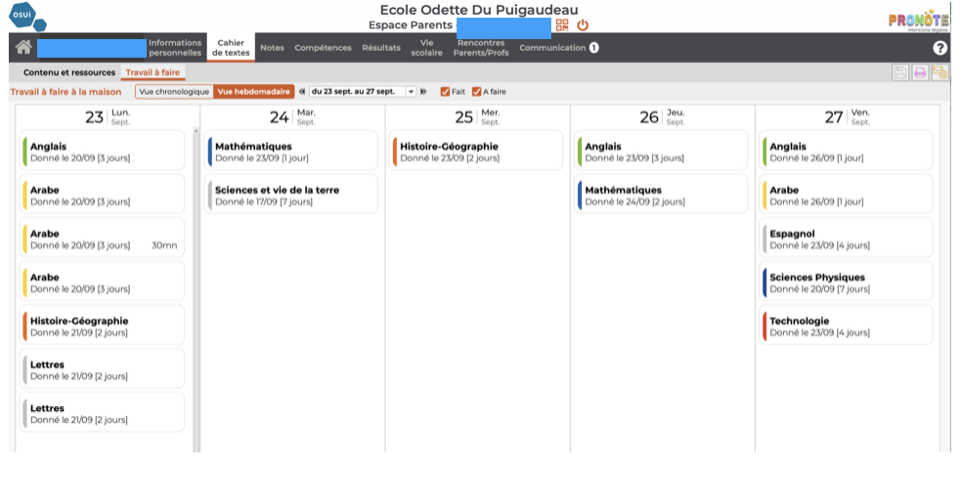 osui
Ecole Odette Du Puigaudeau
Espace Parents -
PRONOTE
Mentions légales
Informations personnelles
Cahier de textes
Notes
Compétences
Résultats
Vie scolaire
Rencontres Parents/Profs
Communication 1
?
Contenu et ressources Travail à faire
Travail à faire à la maison Vue chronologique Vue hebdomadaire du 23 sept. au 27 sept. Fait A faire
23 Lun. Sept.
Anglais
Donné le 20/09 [3 jours]
Arabe
Donné le 20/09 [3 jours]
Arabe
Donné le 20/09 [3 jours] 30mn
Arabe
Donné le 20/09 [3 jours]
Histoire-Géographie
Donné le 21/09 [2 jours]
Lettres
Donné le 21/09 [2 jours]
Lettres
Donné le 21/09 [2 jours]
24 Mar. Sept.
Mathématiques
Donné le 23/09 [1 jour]
Sciences et vie de la terre
Donné le 17/09 [7 jours]
25 Mer. Sept.
Histoire-Géographie
Donné le 23/09 [2 jours]
26 Jeu. Sept.
Anglais
Donné le 23/09 [3 jours]
Mathématiques
Donné le 24/09 [2 jours]
27 Ven. Sept.
Anglais
Donné le 26/09 [1 jour]
Arabe
Donné le 26/09 [1 jour]
Espagnol
Donné le 23/09 [4 jours]
Sciences Physiques
Donné le 20/09 [7 jours]
Technologie
Donné le 23/09 [4 jours]